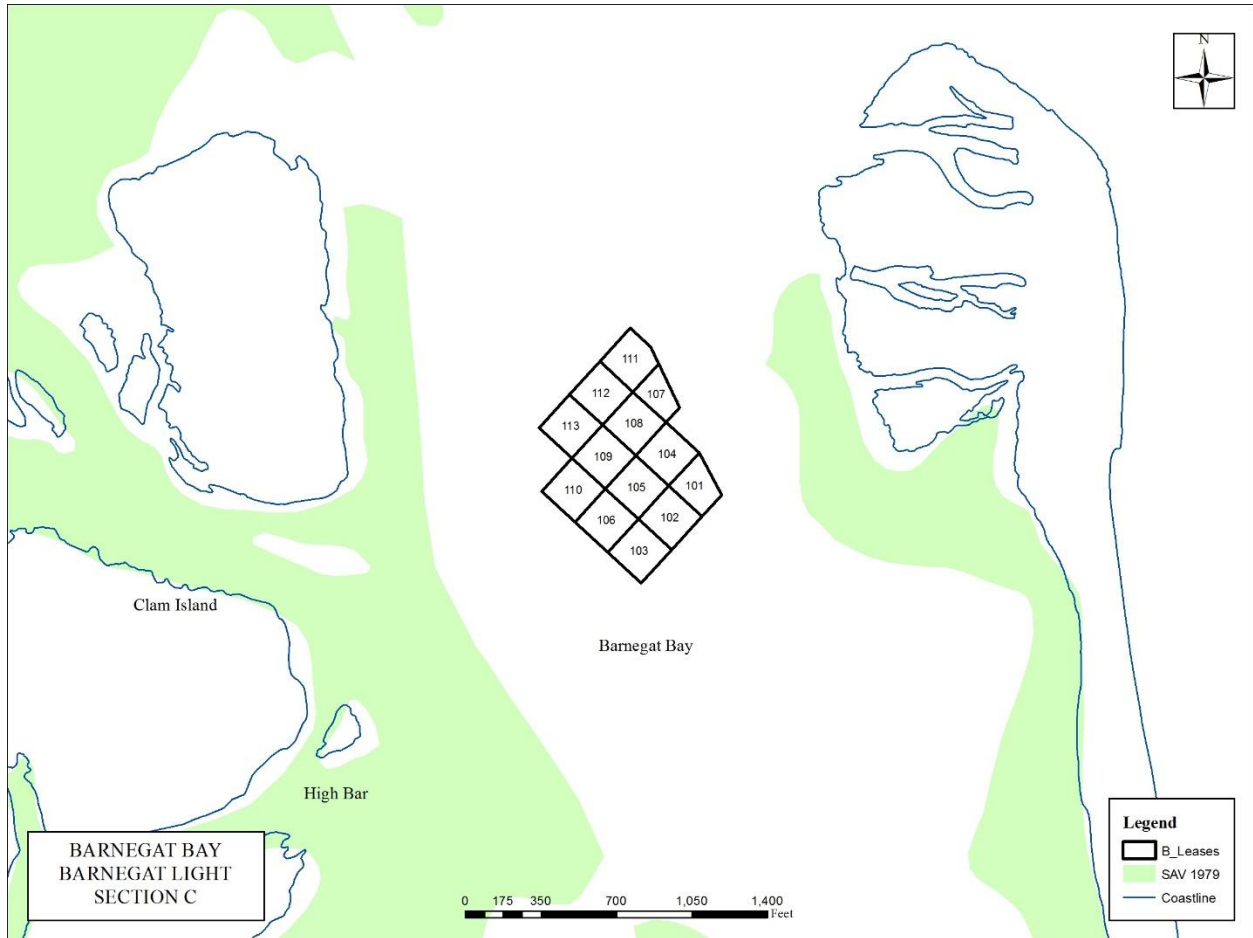 N
111
112
107
113
108
109
104
110
105
101
106
102
103
Clam Island
Barnegat Bay
High Bar
BARNEGAT BAY
BARNEGAT LIGHT
SECTION C
0 175 350 700 1,050 1,400
Feet
Legend
B_Leases
SAV 1979
Coastline